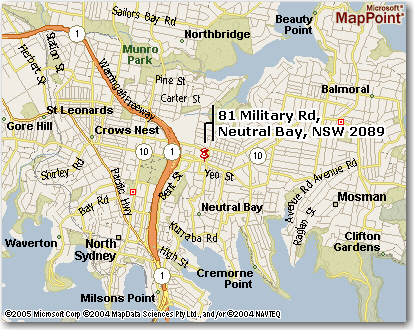 Sailors Bay Rd
Beauty
Point
Microsoft
MapPoint
1
Northbridge
Station St
Herbert St
Munro
Park
Warringah Freeway
Pine St
Carter St
Balmoral
St Leonards
81 Military Rd,
Neutral Bay, NSW 2089
Gore Hill
Crows Nest
1
10
10
Shirley Rd
Pacific Hwy
Bent St
Yeo St
Avenue Rd
Avenue Rd
Raglan St
Mosman
Bay Rd
Neutral Bay
Kurraba Rd
Waverton
North
Sydney
High St
Clifton
Gardens
Cremorne
Point
1
Milsons Point
©2005 Microsoft Corp ©2004 MapData Sciences Pty Ltd, and/or ©2004 NAVTEQ